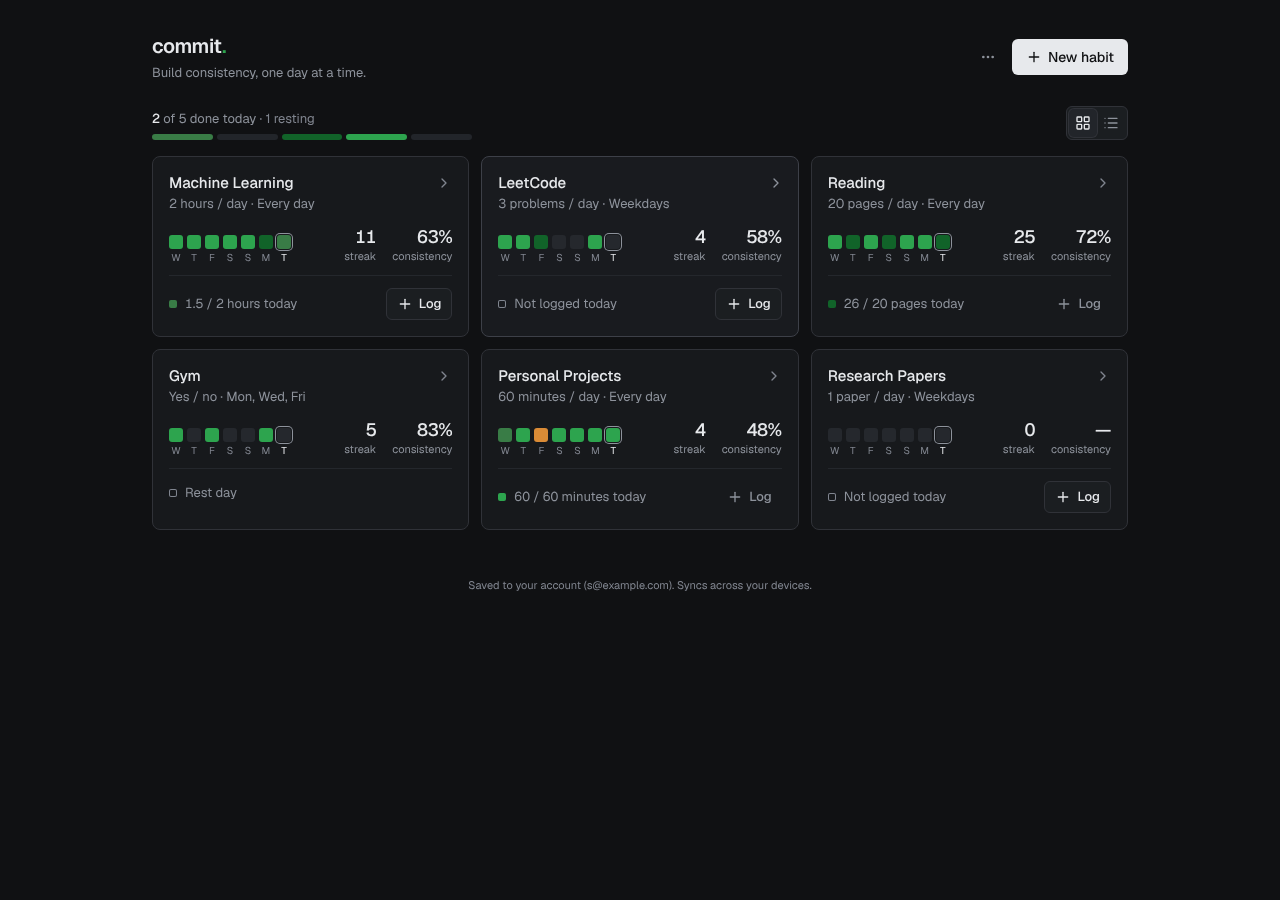 commit.
Build consistency, one day at a time.
New habit
2 of 5 done today · 1 resting
Machine Learning
2 hours / day · Every day
11 63%
W T F S S M T streak consistency
1.5 / 2 hours today Log
LeetCode
3 problems / day · Weekdays
4 58%
W T F S S M T streak consistency
Not logged today Log
Reading
20 pages / day · Every day
25 72%
W T F S S M T streak consistency
26 / 20 pages today Log
Gym
Yes / no · Mon, Wed, Fri
5 83%
W T F S S M T streak consistency
Rest day
Personal Projects
60 minutes / day · Every day
4 48%
W T F S S M T streak consistency
60 / 60 minutes today Log
Research Papers
1 paper / day · Weekdays
0 —
W T F S S M T streak consistency
Not logged today Log
Saved to your account (s@example.com). Syncs across your devices.